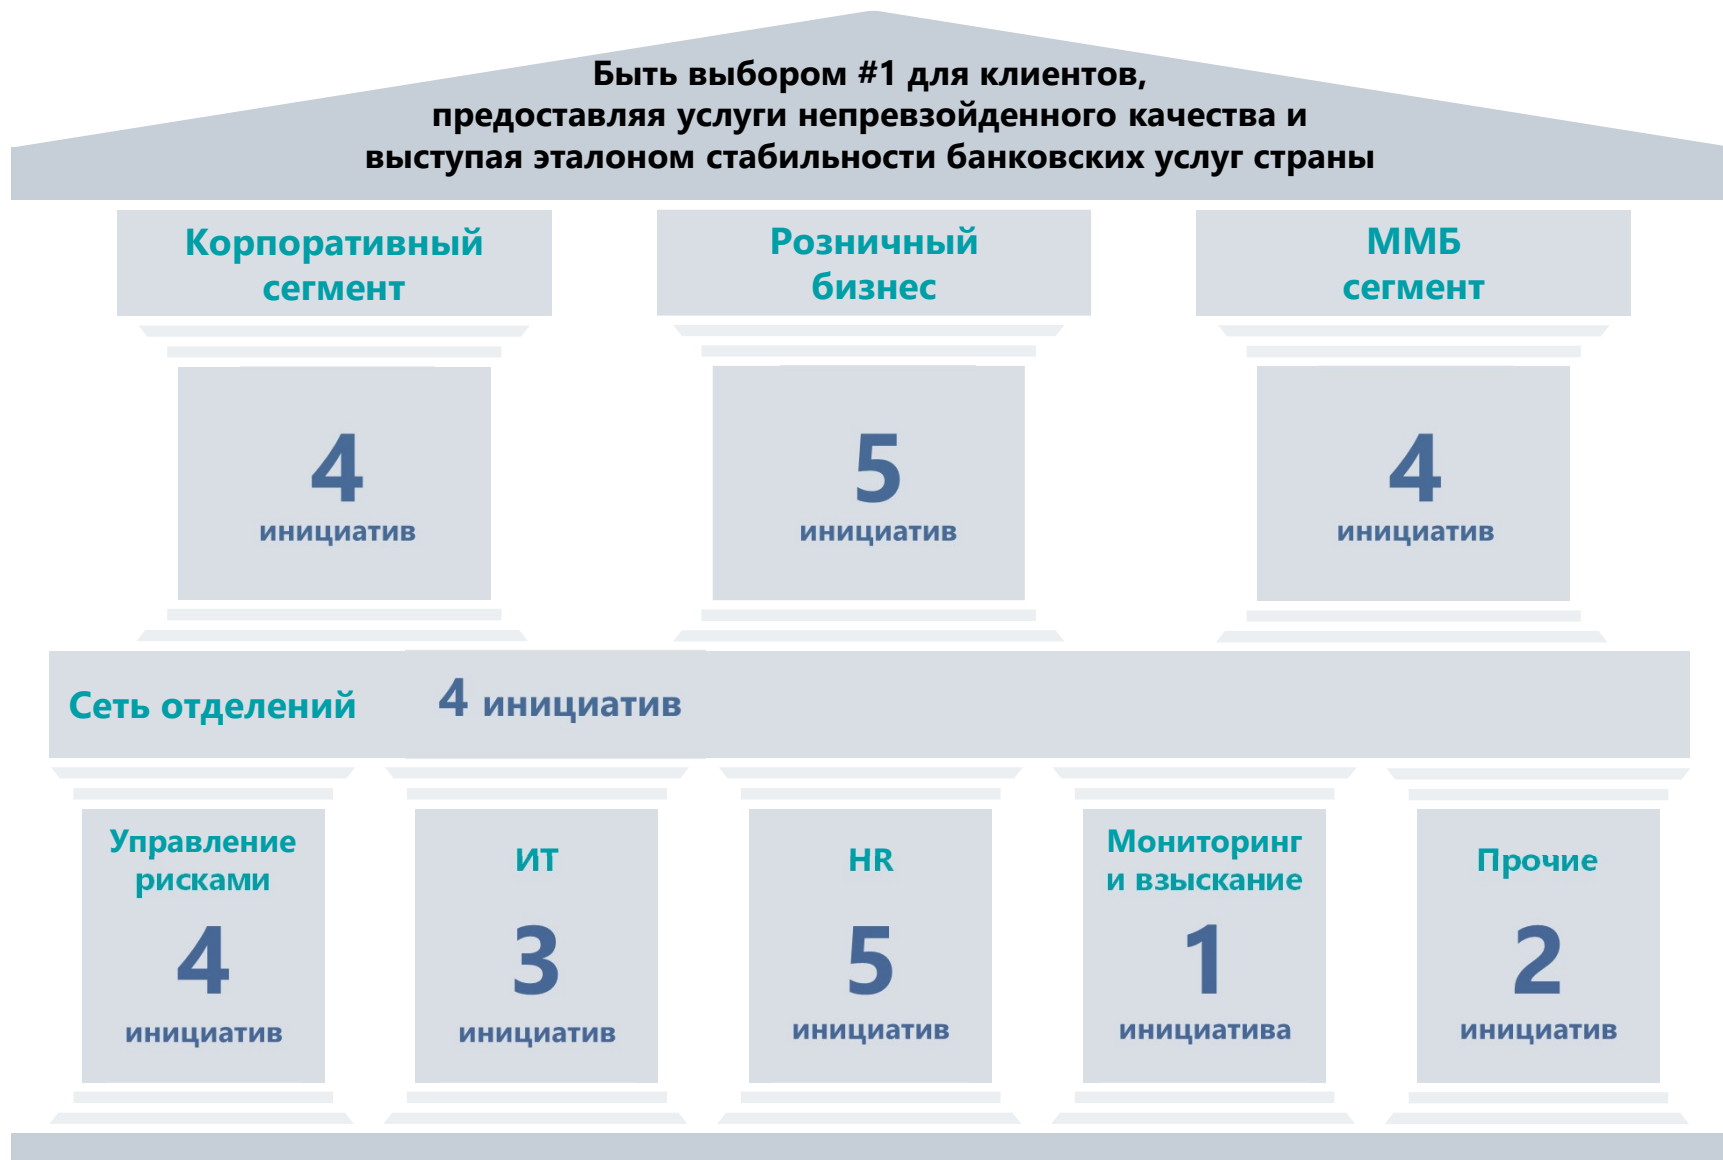 Быть выбором #1 для клиентов,
предоставляя услуги непревзойденного качества и
выступая эталоном стабильности банковских услуг страны
Корпоративный
сегмент
4
инициатив
Розничный
бизнес
5
инициатив
ММБ
сегмент
4
инициатив
Сеть отделений 4 инициатив
Управление
рисками
4
инициатив
ИТ
3
инициатив
HR
5
инициатив
Мониторинг
и взыскание
1
инициатива
Прочие
2
инициатив